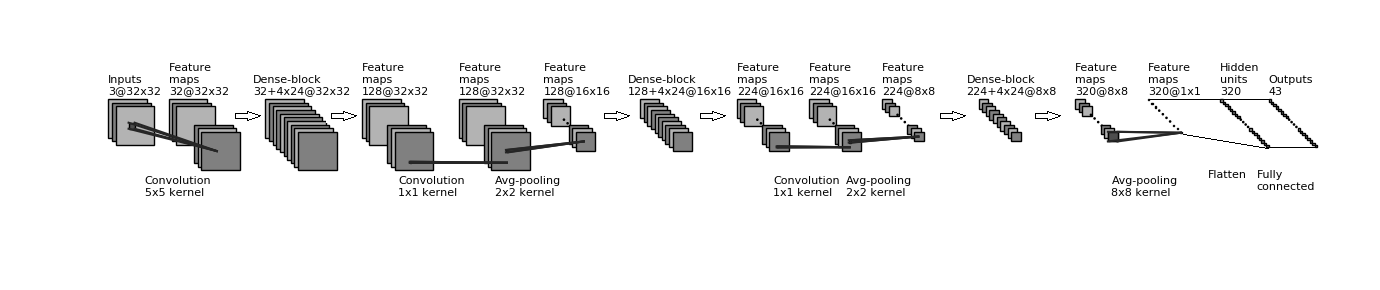 Inputs
3@32x32
Feature
maps
32@32x32
Dense-block
32+4x24@32x32
Feature
maps
128@32x32
Feature
maps
128@32x32
Feature
maps
128@16x16
Dense-block
128+4x24@16x16
Feature
maps
224@16x16
Feature
maps
224@16x16
Feature
maps
224@8x8
Dense-block
224+4x24@8x8
Feature
maps
320@8x8
Feature
maps
320@1x1
Hidden
units
320
Outputs
43
Convolution
5x5 kernel
Convolution
1x1 kernel
Avg-pooling
2x2 kernel
Convolution
1x1 kernel
Avg-pooling
2x2 kernel
Avg-pooling
8x8 kernel
Flatten
Fully
connected